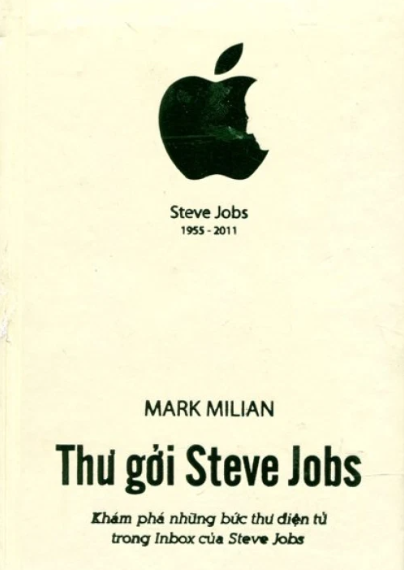 Steve Jobs
1955 - 2011
MARK MILIAN
Thư gởi Steve Jobs
Khám phá những bức thư điện tử
trong Inbox của Steve Jobs